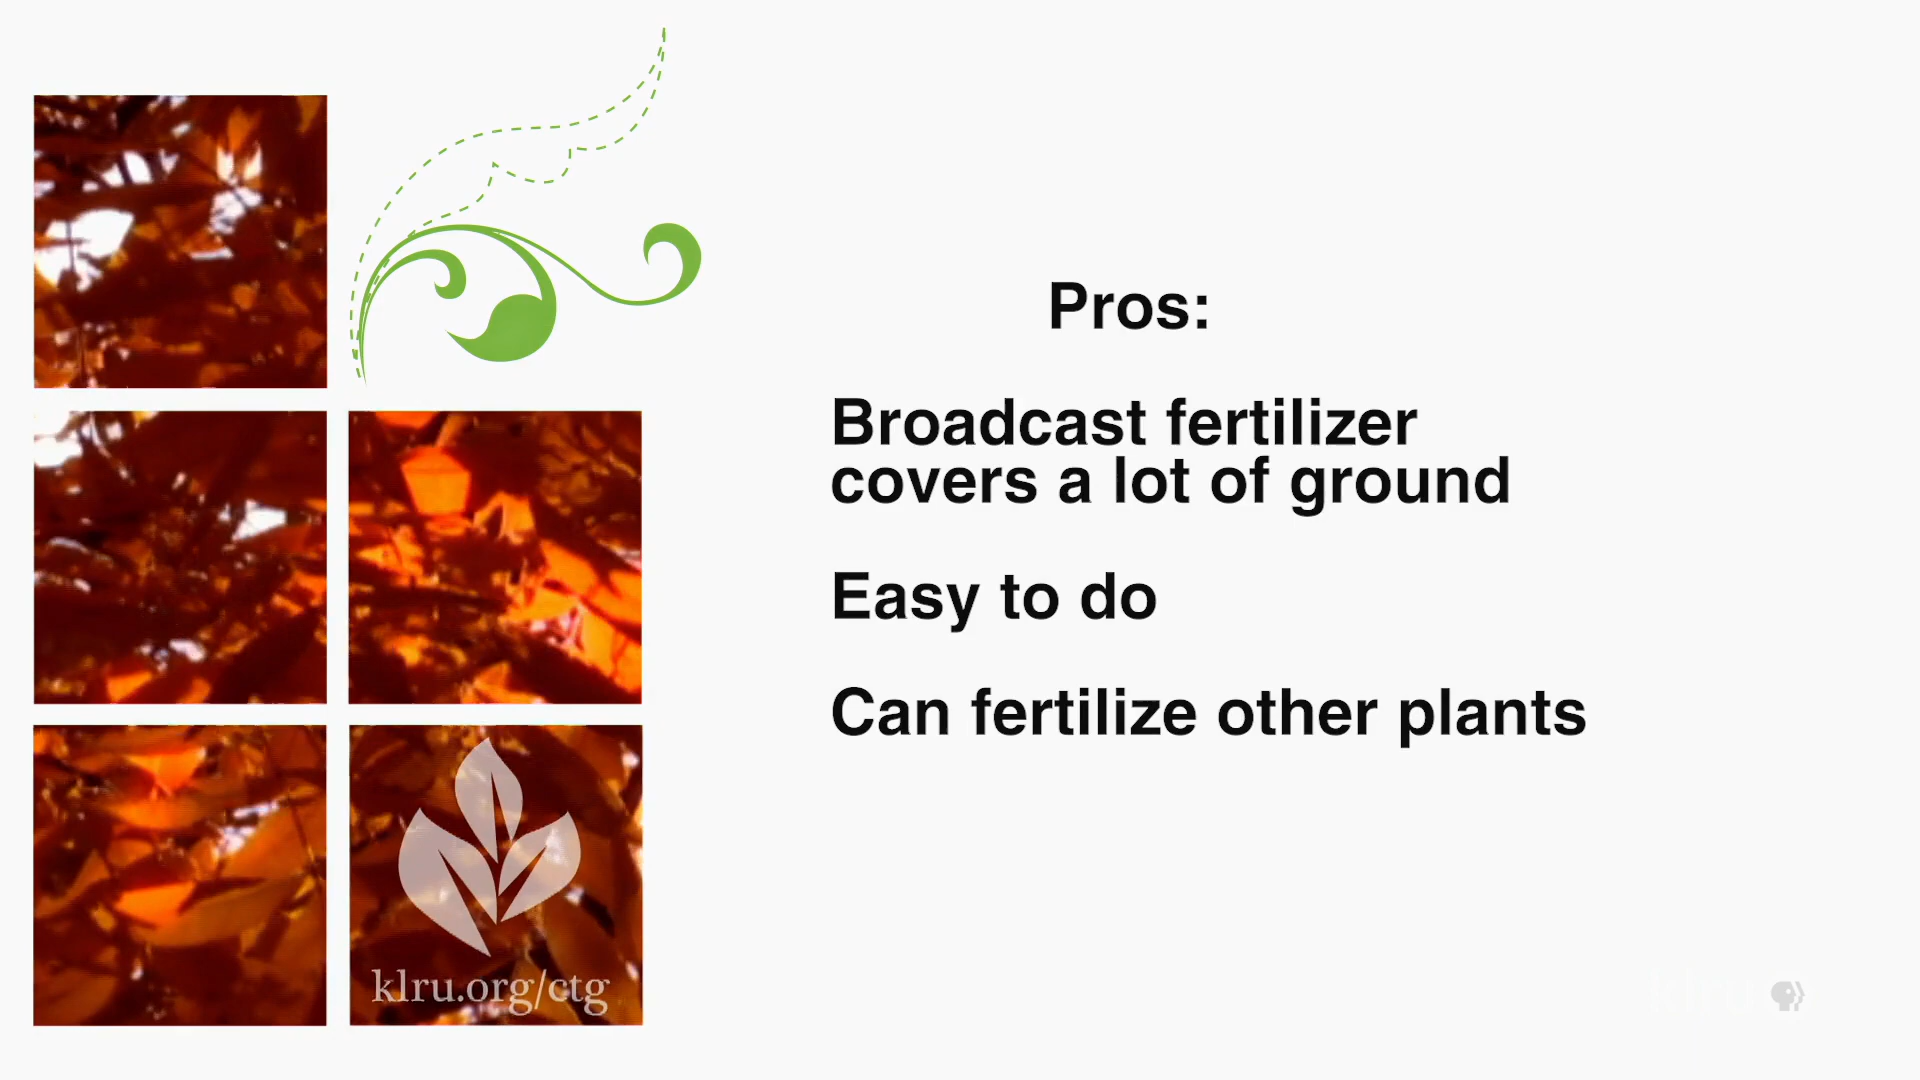 Pros:
Broadcast fertilizer
covers a lot of ground
Easy to do
Can fertilize other plants
klru.org/ctg